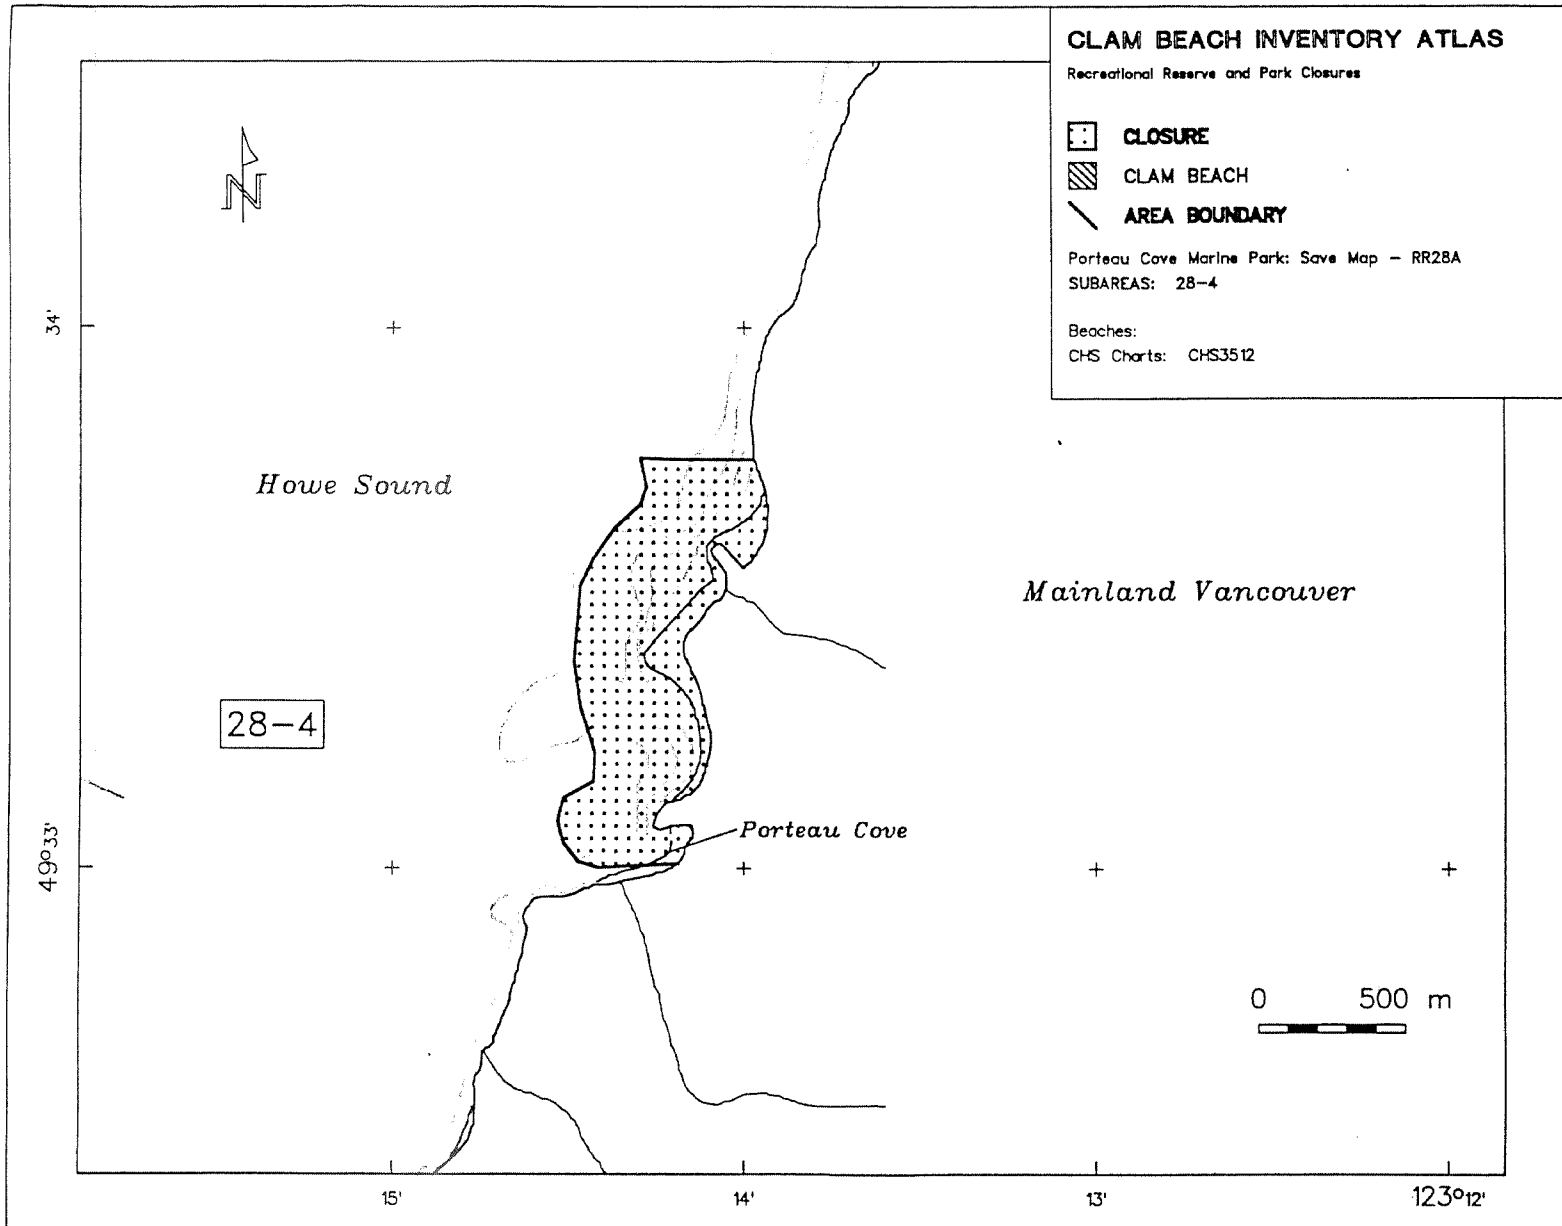 CLAM BEACH INVENTORY ATLAS
Recreational Reserve and Park Closures
CLOSURE
CLAM BEACH
AREA BOUNDARY
Porteau Cove Marine Park: Save Map - RR28A
SUBAREAS: 28-4
Beaches:
CHS Charts: CHS3512
N
34'
Howe Sound
Mainland Vancouver
28-4
Porteau Cove
49°33'
0 500 m
15' 14' 13' 123°12'